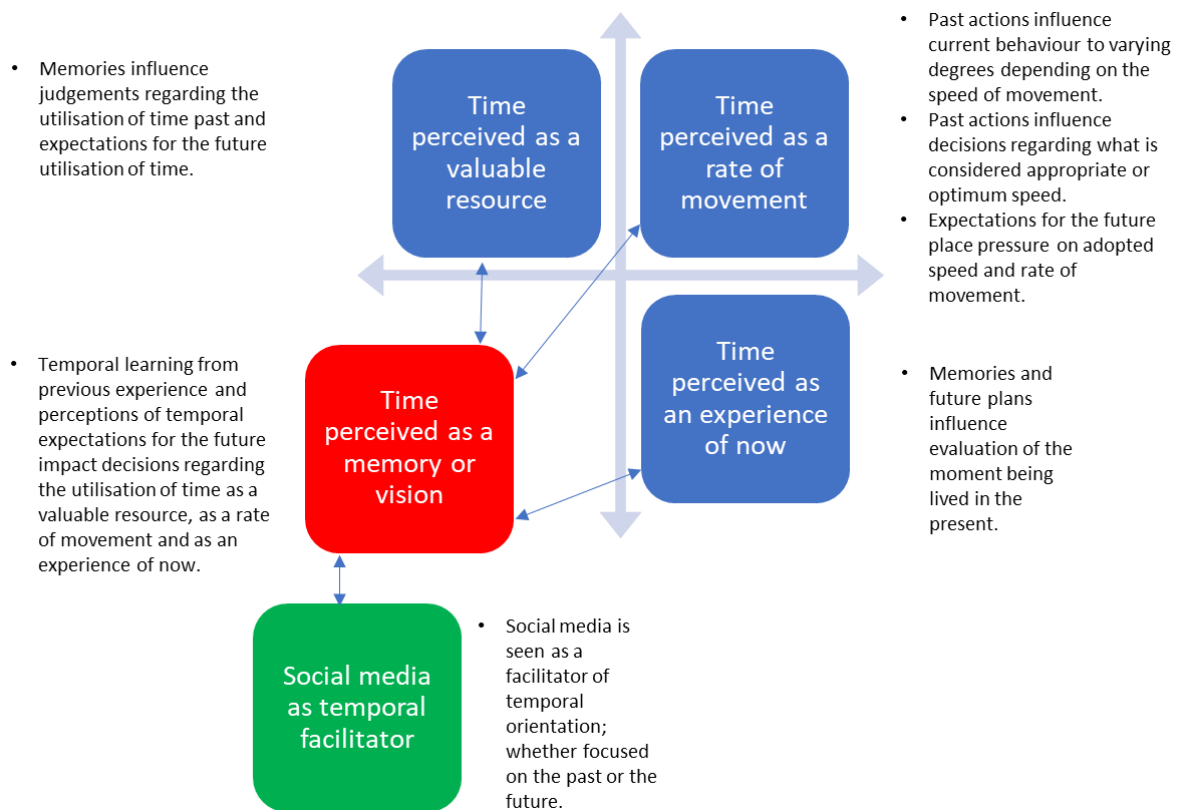 • Memories influence
judgements regarding the
utilisation of time past and
expectations for the future
utilisation of time.
Time
perceived as a
valuable
resource
Time
perceived as a
rate of
movement
• Past actions influence
current behaviour to varying
degrees depending on the
speed of movement.
• Past actions influence
decisions regarding what is
considered appropriate or
optimum speed.
• Expectations for the future
place pressure on adopted
speed and rate of
movement.
• Temporal learning from
previous experience and
perceptions of temporal
expectations for the future
impact decisions regarding
the utilisation of time as a
valuable resource, as a rate
of movement and as an
experience of now.
Time
perceived as a
memory or
vision
Time
perceived as
an experience
of now
• Memories and
future plans
influence
evaluation of the
moment being
lived in the
present.
Social media
as temporal
facilitator
• Social media is
seen as a
facilitator of
temporal
orientation;
whether focused
on the past or the
future.